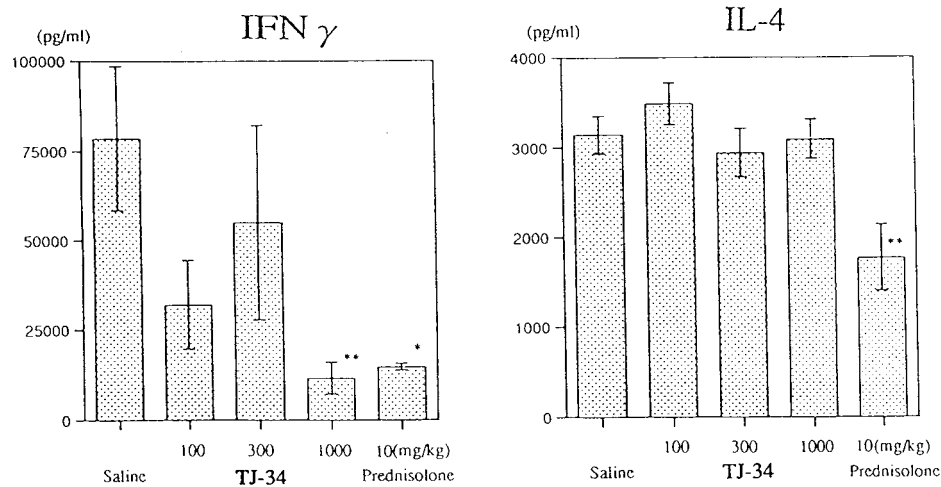 IFN γ
(pg/ml)
100000
75000
50000
25000
0
**
*
100 300 1000 10(mg/kg)
Saline TJ-34 Prednisolone
IL-4
(pg/ml)
4000
3000
2000
1000
0
**
100 300 1000 10(mg/kg)
Saline TJ-34 Prednisolone